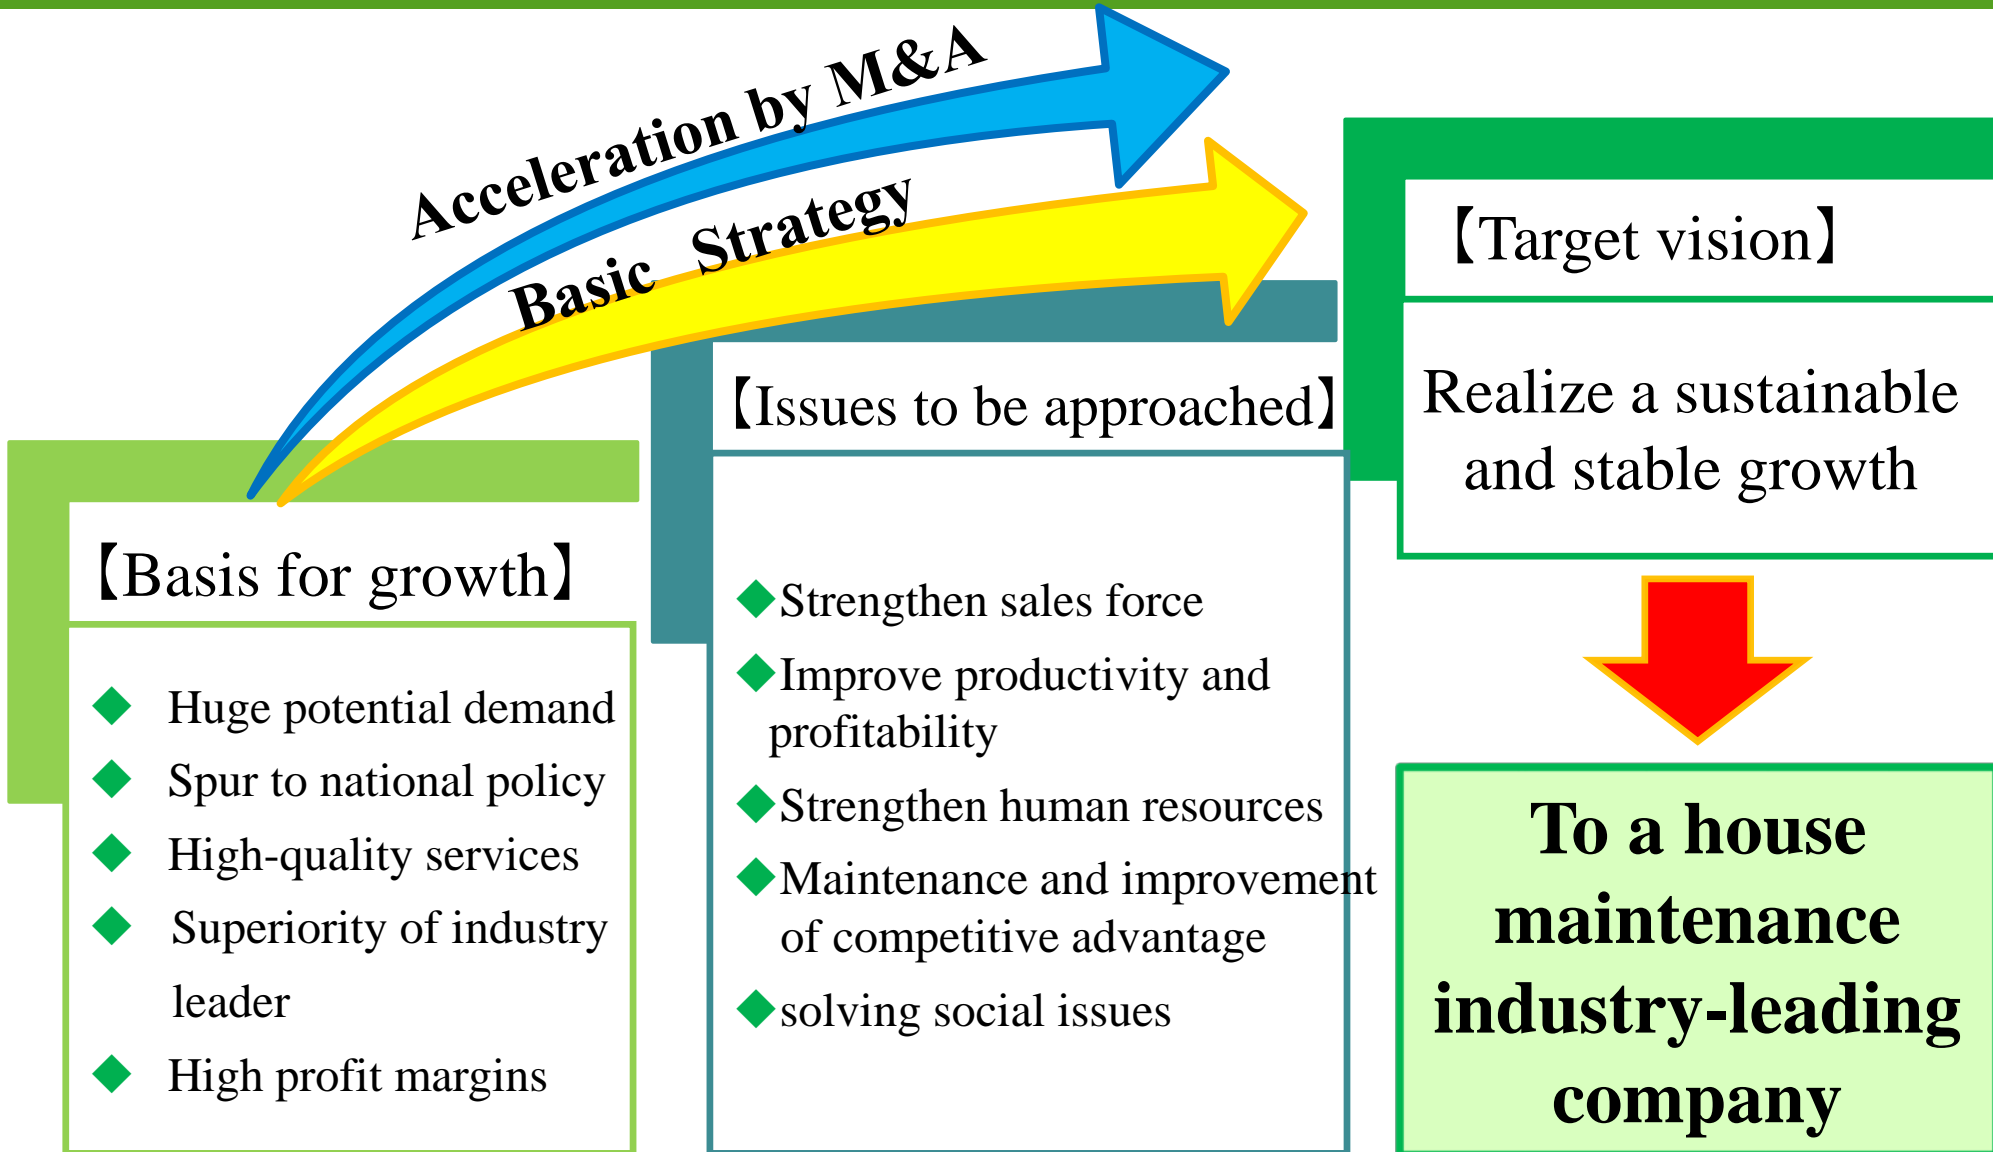 Acceleration by M&A
Basic Strategy
【Basis for growth】
◆ Huge potential demand
◆ Spur to national policy
◆ High-quality services
◆ Superiority of industry
leader
◆ High profit margins
【Issues to be approached】
◆Strengthen sales force
◆Improve productivity and
profitability
◆Strengthen human resources
◆Maintenance and improvement
of competitive advantage
◆solving social issues
【Target vision】
Realize a sustainable
and stable growth
To a house
maintenance
industry-leading
company